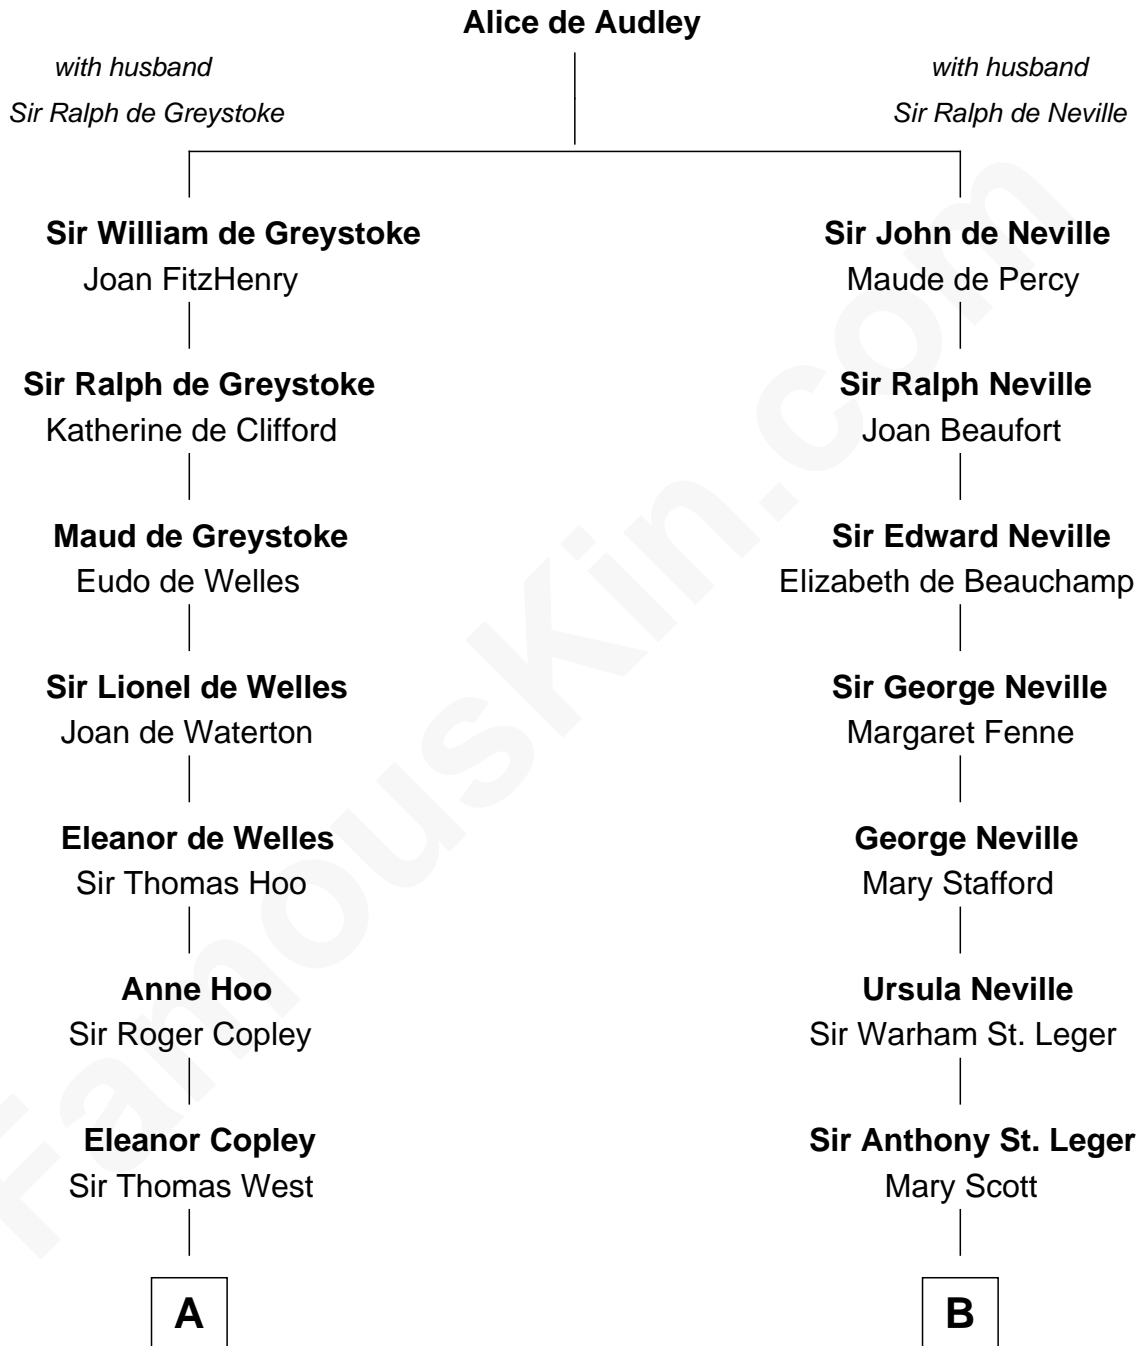 Alice de Audley
with husband
Sir Ralph de Greystoke
with husband
Sir Ralph de Neville
Sir William de Greystoke
Joan FitzHenry
Sir Ralph de Greystoke
Katherine de Clifford
Maud de Greystoke
Eudo de Welles
Sir Lionel de Welles
Joan de Waterton
Eleanor de Welles
Sir Thomas Hoo
Anne Hoo
Sir Roger Copley
Eleanor Copley
Sir Thomas West
A
Sir John de Neville
Maude de Percy
Sir Ralph Neville
Joan Beaufort
Sir Edward Neville
Elizabeth de Beauchamp
Sir George Neville
Margaret Fenne
George Neville
Mary Stafford
Ursula Neville
Sir Warham St. Leger
Sir Anthony St. Leger
Mary Scott
B
FamousKin.com